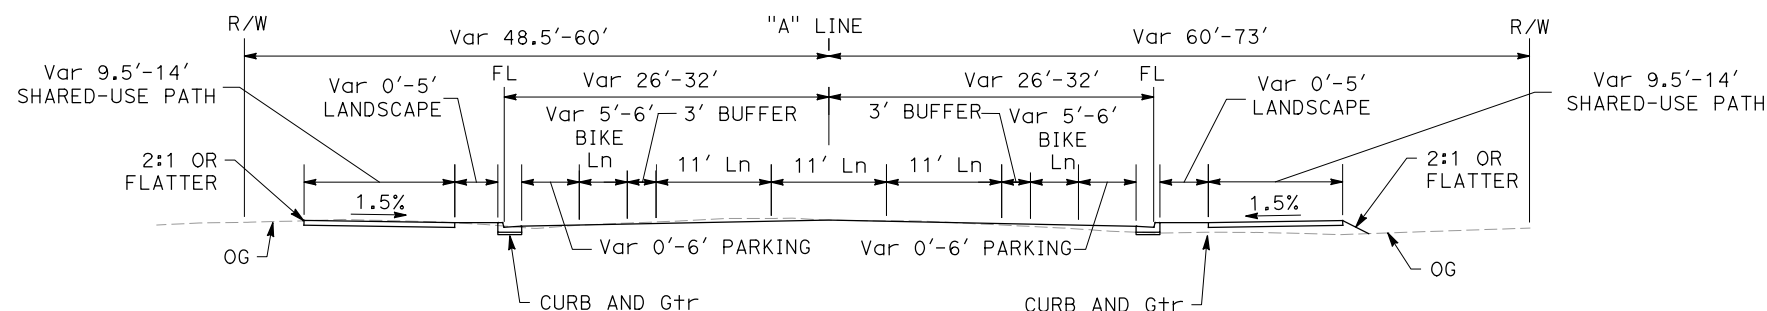 R/W
"A" LINE
R/W
Var 48.5'-60'
Var 60'-73'
Var 9.5'-14'
SHARED-USE PATH
Var 0'-5'
LANDSCAPE
FL
Var 26'-32'
Var 26'-32'
FL
Var 0'-5'
LANDSCAPE
Var 9.5'-14'
SHARED-USE PATH
Var 5'-6'
BIKE
Ln
3' BUFFER
3' BUFFER
Var 5'-6'
BIKE
Ln
2:1 OR
FLATTER
11' Ln
11' Ln
11' Ln
2:1 OR
FLATTER
1.5%
1.5%
OG
Var 0'-6' PARKING
Var 0'-6' PARKING
OG
CURB AND Gtr
CURB AND Gtr